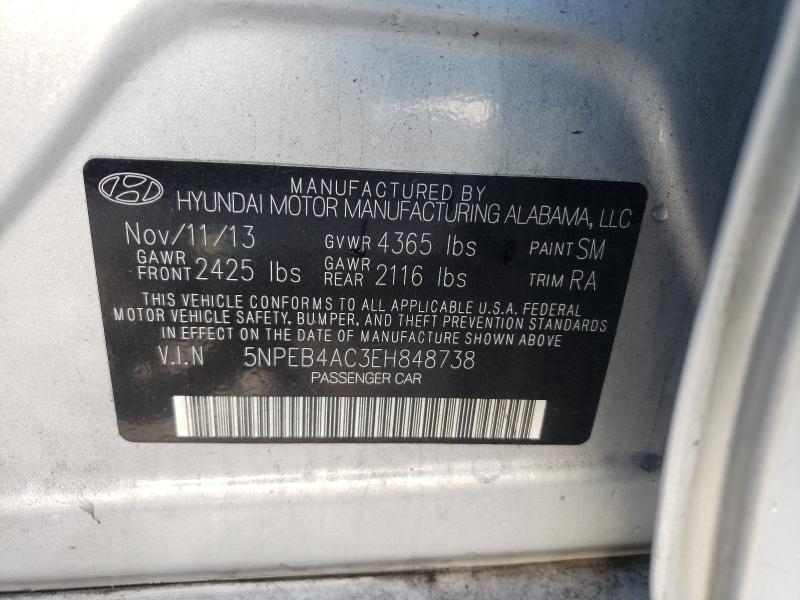 MANUFACTURED BY
HYUNDAI MOTOR MANUFACTURING ALABAMA, LLC
Nov/11/13 GVWR 4365 lbs PAINT SM
GAWR FRONT 2425 lbs GAWR REAR 2116 lbs TRIM RA
THIS VEHICLE CONFORMS TO ALL APPLICABLE U.S.A. FEDERAL
MOTOR VEHICLE SAFETY, BUMPER, AND THEFT PREVENTION STANDARDS
IN EFFECT ON THE DATE OF MANUFACTURE SHOWN ABOVE
V.I.N 5NPEB4AC3EH848738
PASSENGER CAR